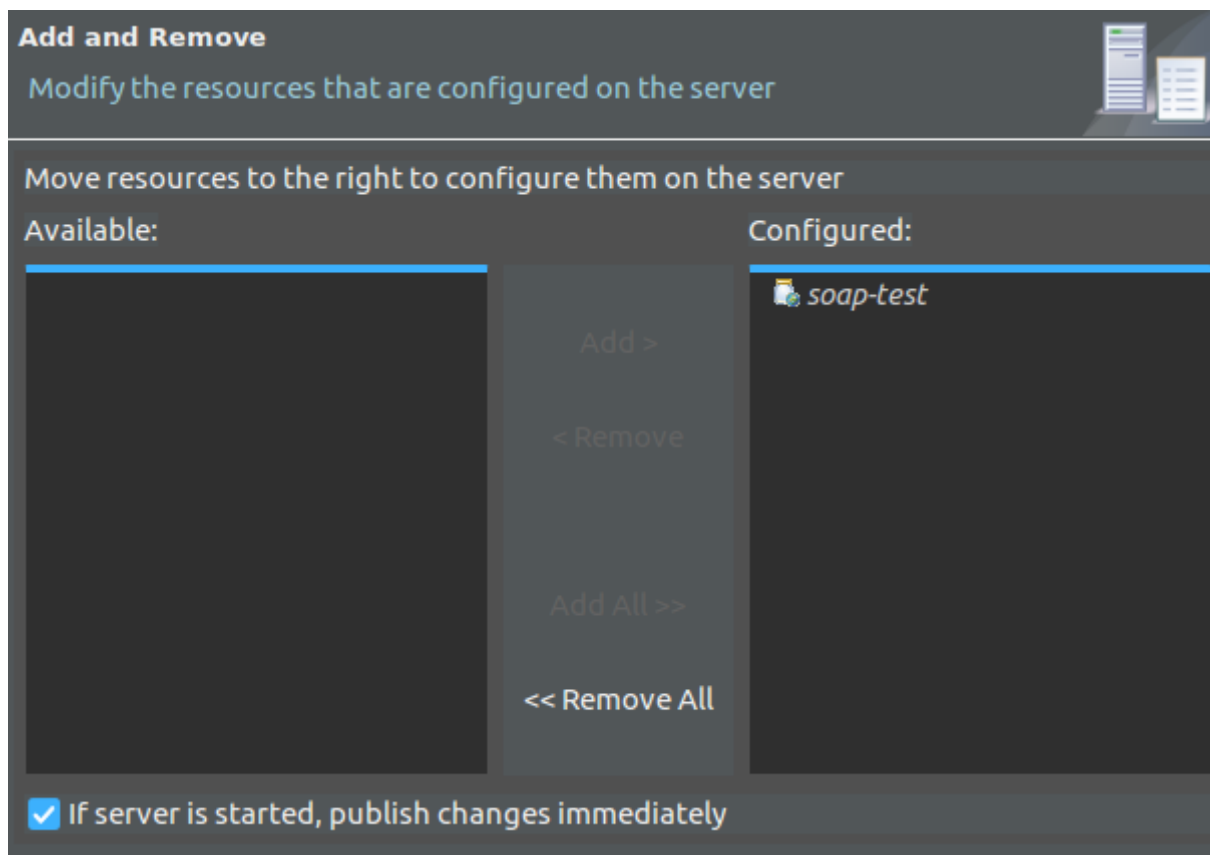 Add and Remove
Modify the resources that are configured on the server
Move resources to the right to configure them on the server
Available:
Configured:
soap-test
Add >
< Remove
Add All >>
<< Remove All
If server is started, publish changes immediately